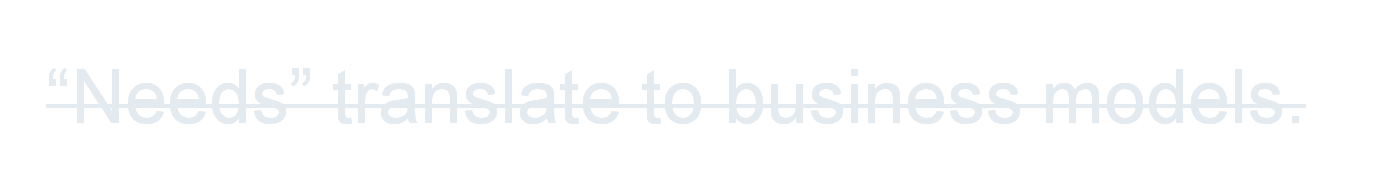 “Needs” translate to business models.